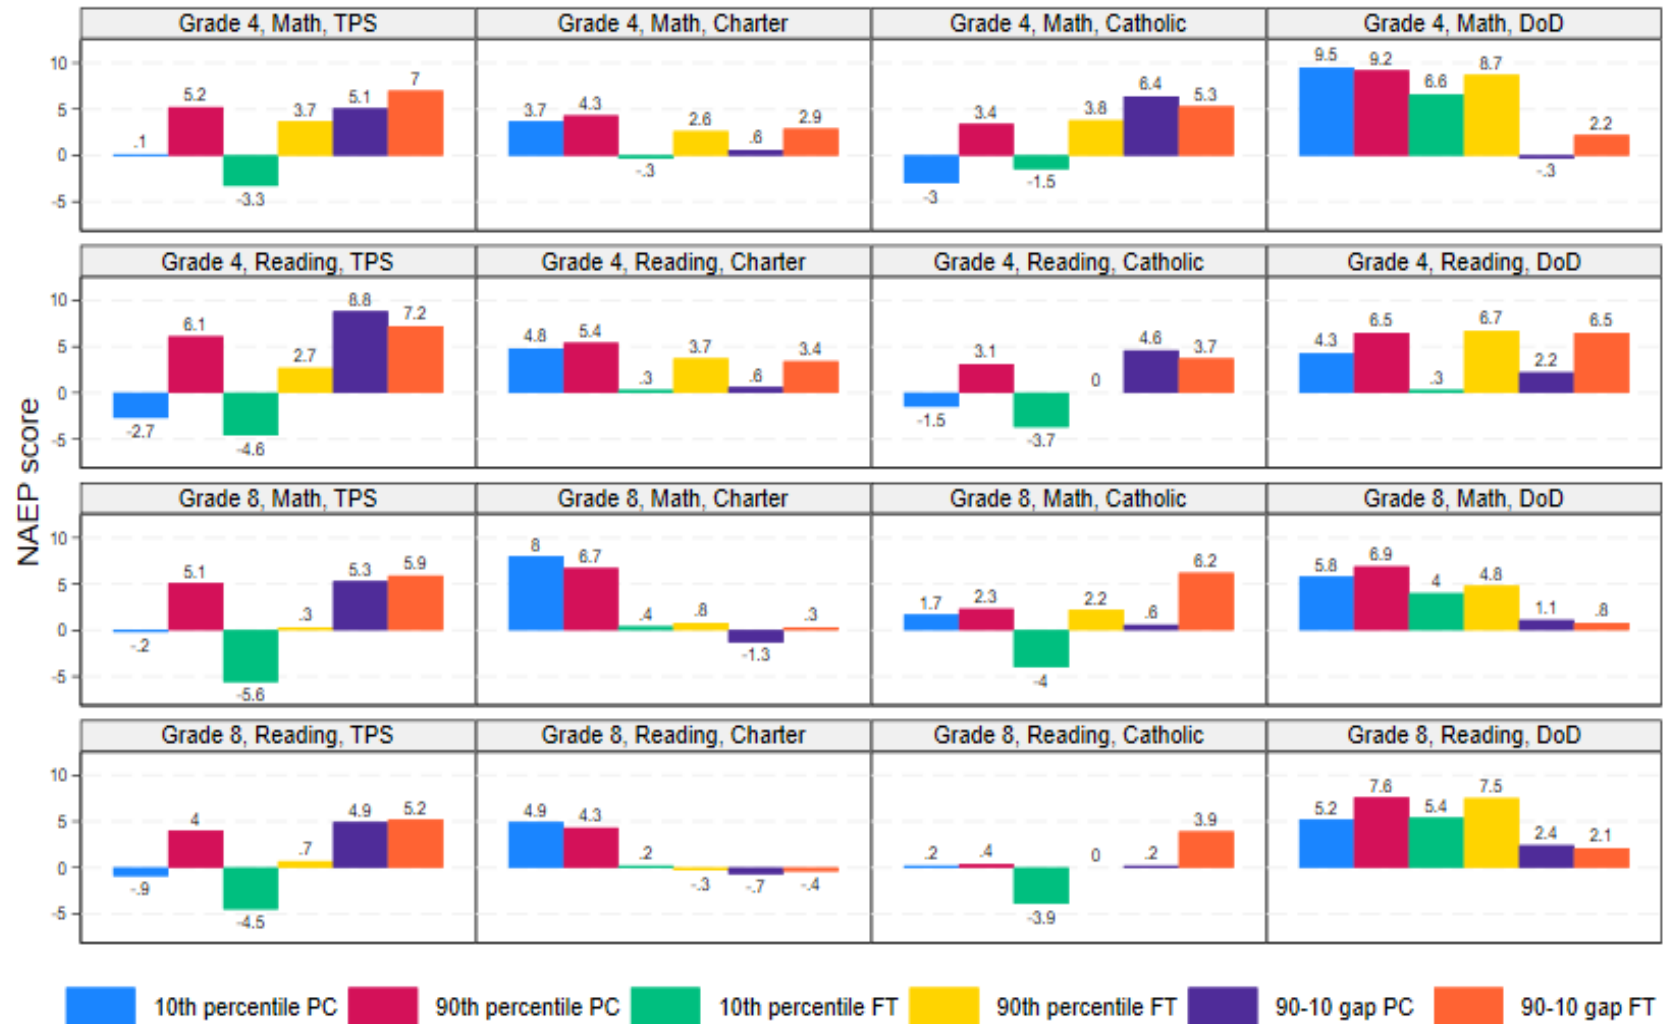 Grade 4, Math, TPS Grade 4, Math, Charter Grade 4, Math, Catholic Grade 4, Math, DoD
10 5 0 -5
.1 5.2 -3.3 3.7 5.1 7
3.7 4.3 -.3 2.6 .6 2.9
-3 3.4 -1.5 3.8 6.4 5.3
9.5 9.2 6.6 8.7 -.3 2.2
Grade 4, Reading, TPS Grade 4, Reading, Charter Grade 4, Reading, Catholic Grade 4, Reading, DoD
10 5 0 -5
-2.7 6.1 -4.6 2.7 8.8 7.2
4.8 5.4 .3 3.7 .6 3.4
-1.5 3.1 -3.7 0 4.6 3.7
4.3 6.5 .3 6.7 2.2 6.5
NAEP score
Grade 8, Math, TPS Grade 8, Math, Charter Grade 8, Math, Catholic Grade 8, Math, DoD
10 5 0 -5
-.2 5.1 -5.6 .3 5.3 5.9
8 6.7 .4 .8 -1.3 .3
1.7 2.3 -4 2.2 .6 6.2
5.8 6.9 4 4.8 1.1 .8
Grade 8, Reading, TPS Grade 8, Reading, Charter Grade 8, Reading, Catholic Grade 8, Reading, DoD
10 5 0 -5
-.9 4 -4.5 .7 4.9 5.2
4.9 4.3 .2 -.3 -.7 -.4
.2 .4 -3.9 0 .2 3.9
5.2 7.6 5.4 7.5 2.4 2.1
10th percentile PC 90th percentile PC 10th percentile FT 90th percentile FT 90-10 gap PC 90-10 gap FT